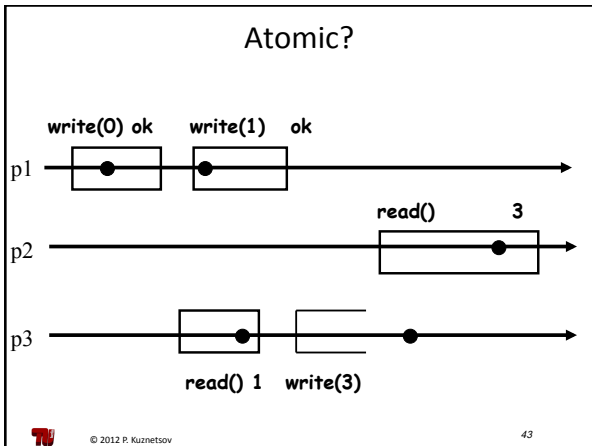 Atomic?
write(0) ok write(1) ok
p1
read() 3
p2
p3
read() 1 write(3)
© 2012 P. Kuznetsov 43